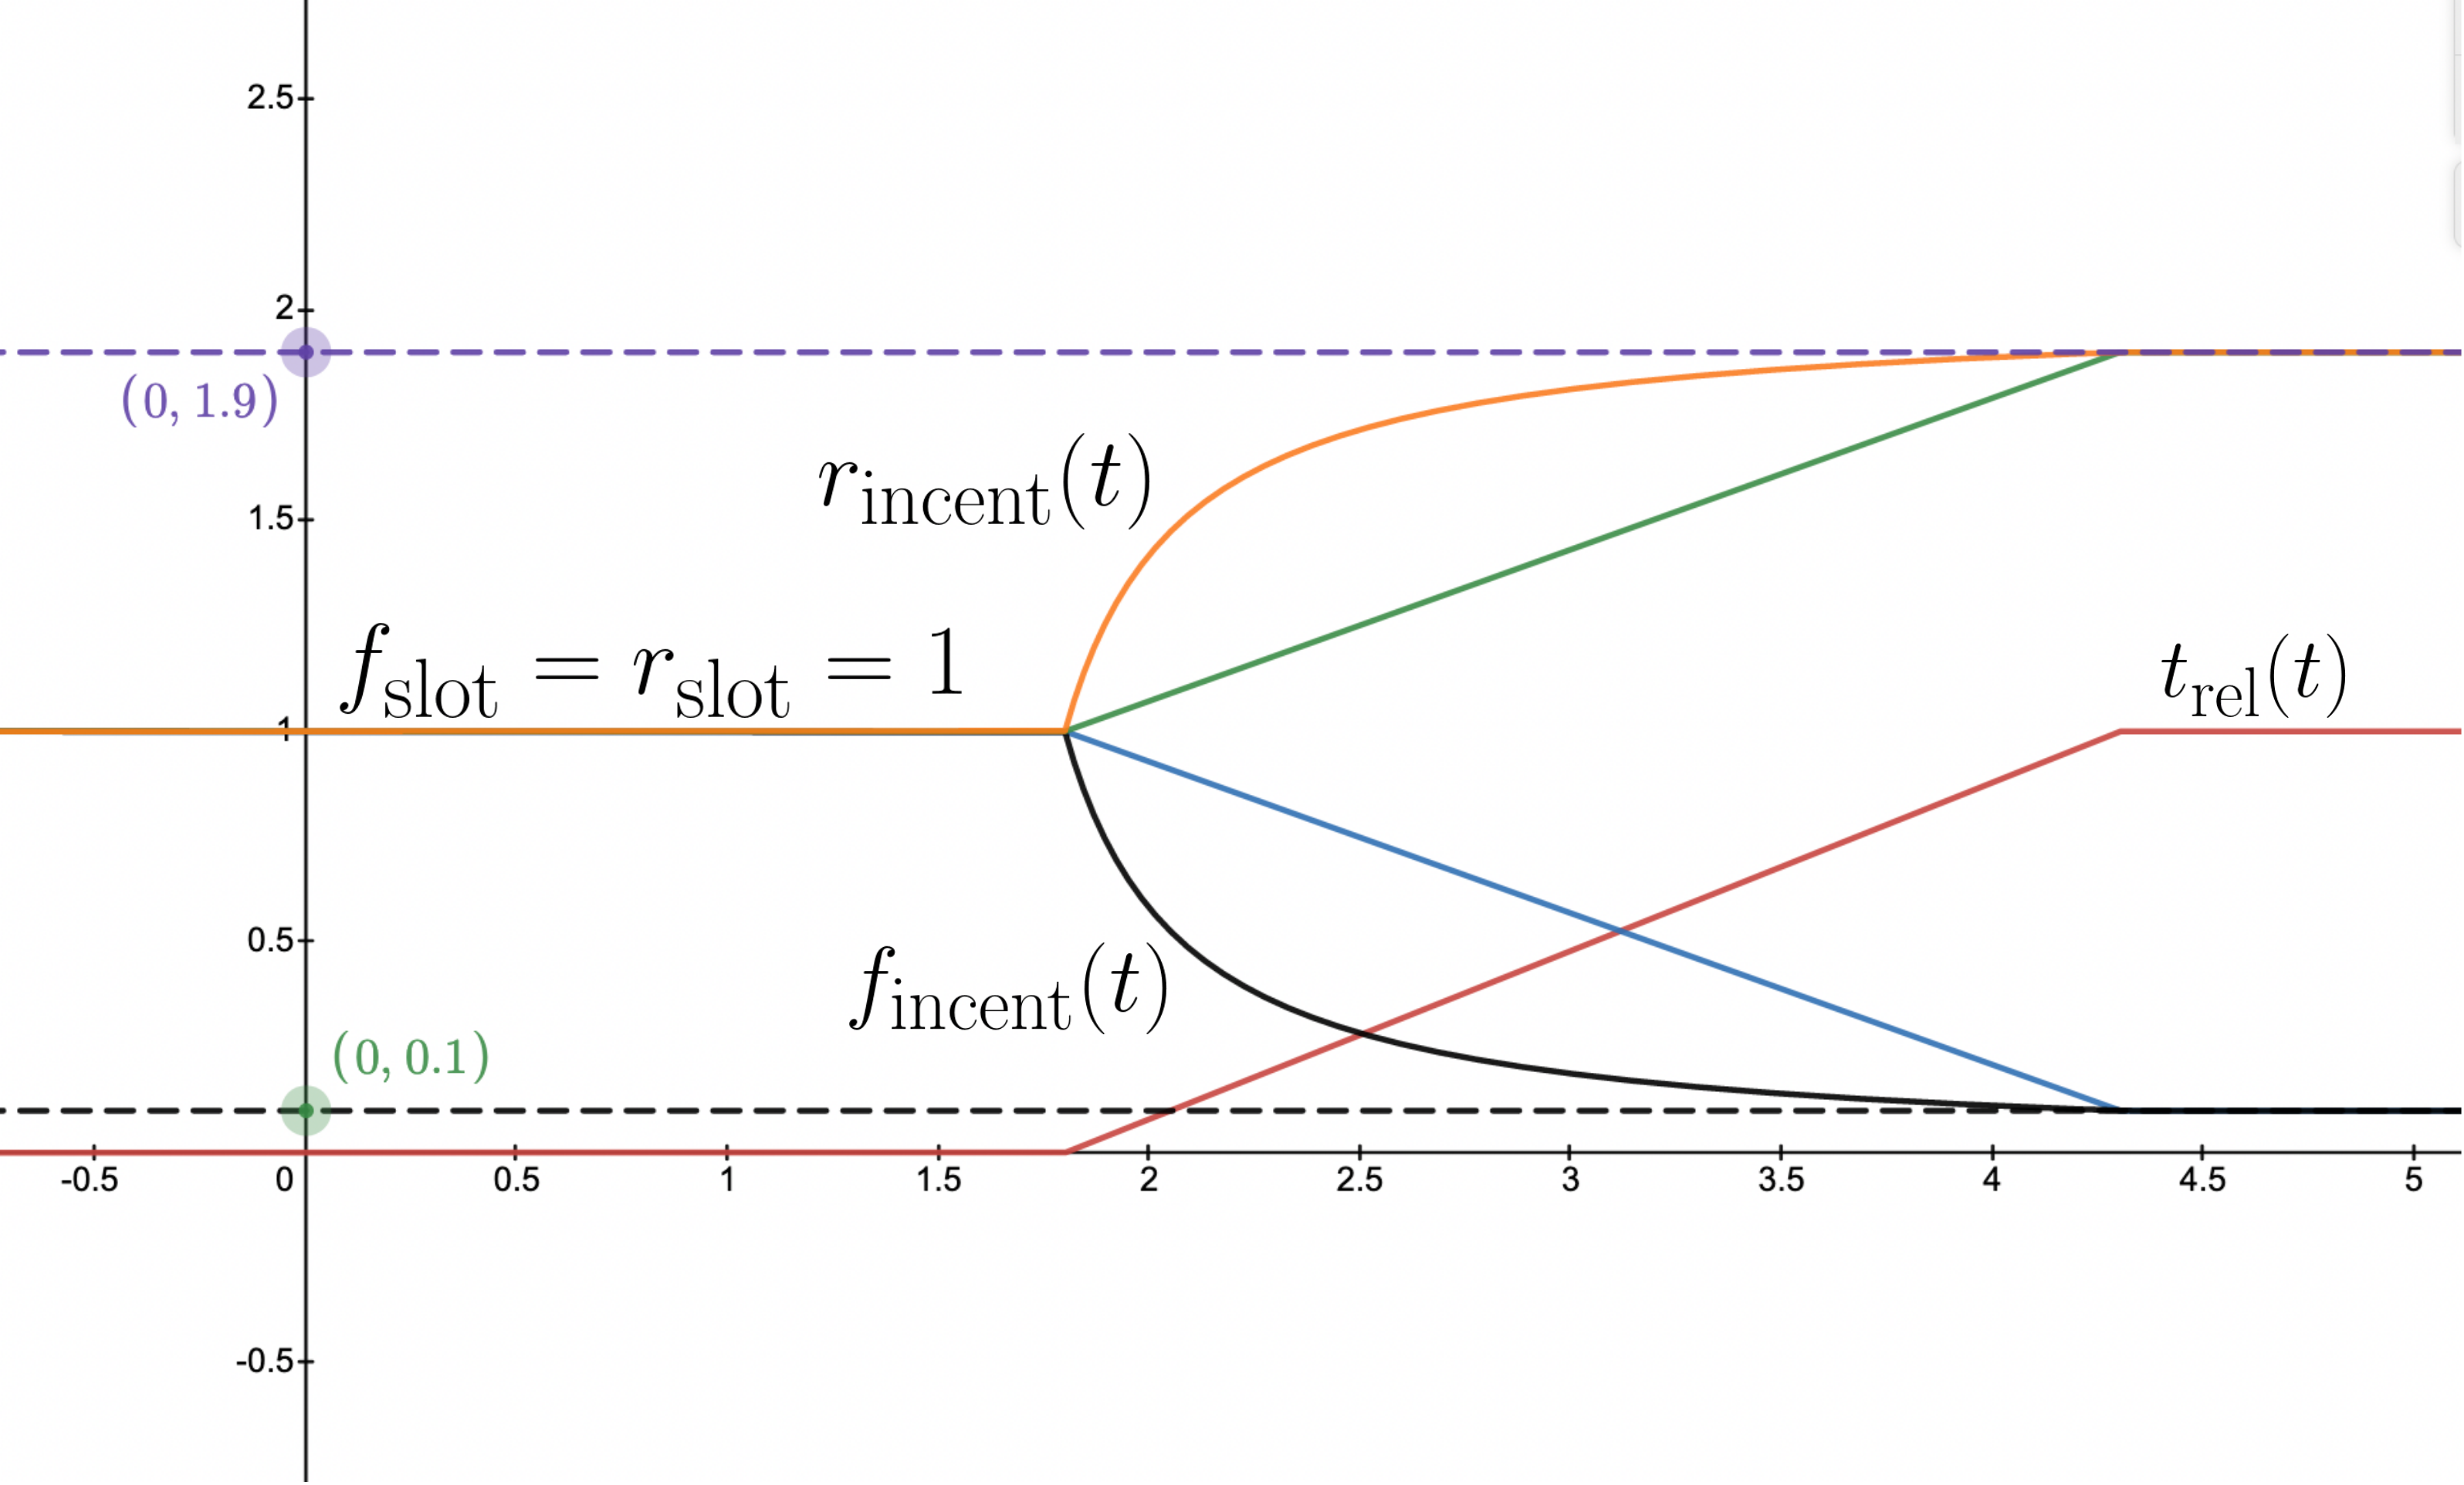 2.5
2
(0, 1.9)
r_incent(t)
1.5
f_slot = r_slot = 1
t_rel(t)
1
0.5
f_incent(t)
(0, 0.1)
-0.5 0 0.5 1 1.5 2 2.5 3 3.5 4 4.5 5
-0.5